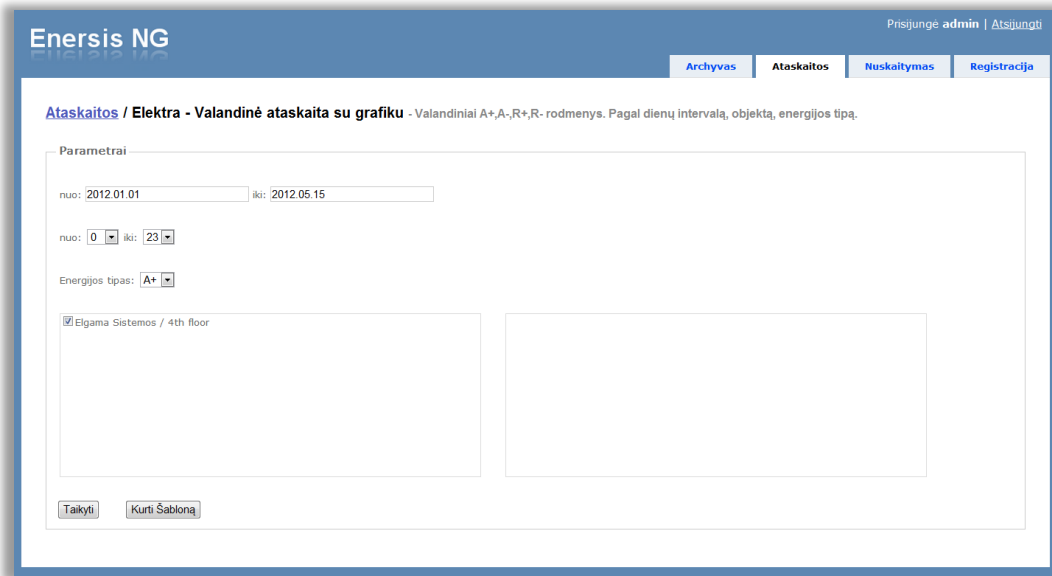 Prisijungė admin | Atsijungti
Enersis NG
Archyvas Ataskaitos Nuskaitymas Registracija
Ataskaitos / Elektra - Valandinė ataskaita su grafiku - Valandiniai A+,A-,R+,R- rodmenys. Pagal dienų intervalą, objektą, energijos tipą.
Parametrai
nuo: 2012.01.01 iki: 2012.05.15
nuo: 0 iki: 23
Energijos tipas: A+
Elgama Sistemos / 4th floor
Taikyti Kurti Šabloną